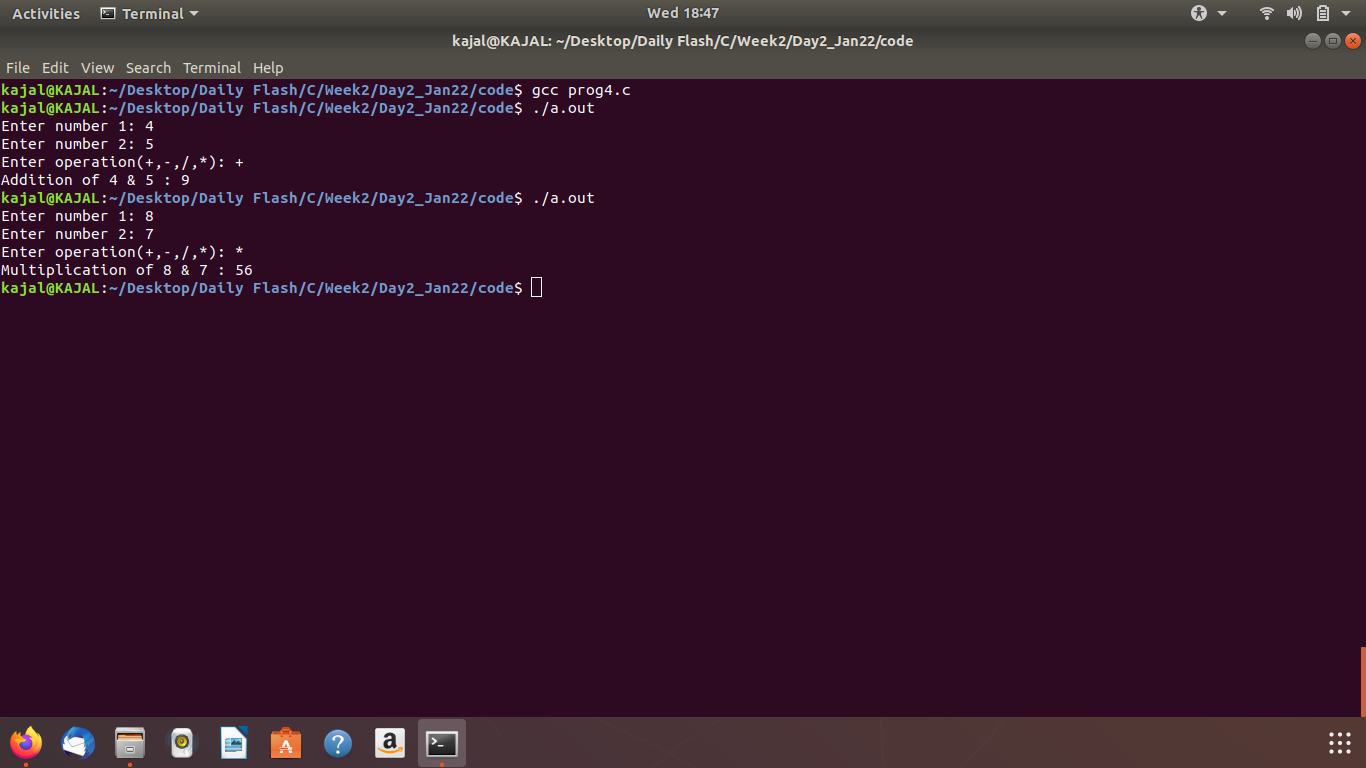 Activities Terminal Wed 18:47
kajal@KAJAL: ~/Desktop/Daily Flash/C/Week2/Day2_Jan22/code
File Edit View Search Terminal Help
kajal@KAJAL:~/Desktop/Daily Flash/C/Week2/Day2_Jan22/code$ gcc prog4.c
kajal@KAJAL:~/Desktop/Daily Flash/C/Week2/Day2_Jan22/code$ ./a.out
Enter number 1: 4
Enter number 2: 5
Enter operation(+,-,/,*): +
Addition of 4 & 5 : 9
kajal@KAJAL:~/Desktop/Daily Flash/C/Week2/Day2_Jan22/code$ ./a.out
Enter number 1: 8
Enter number 2: 7
Enter operation(+,-,/,*): *
Multiplication of 8 & 7 : 56
kajal@KAJAL:~/Desktop/Daily Flash/C/Week2/Day2_Jan22/code$